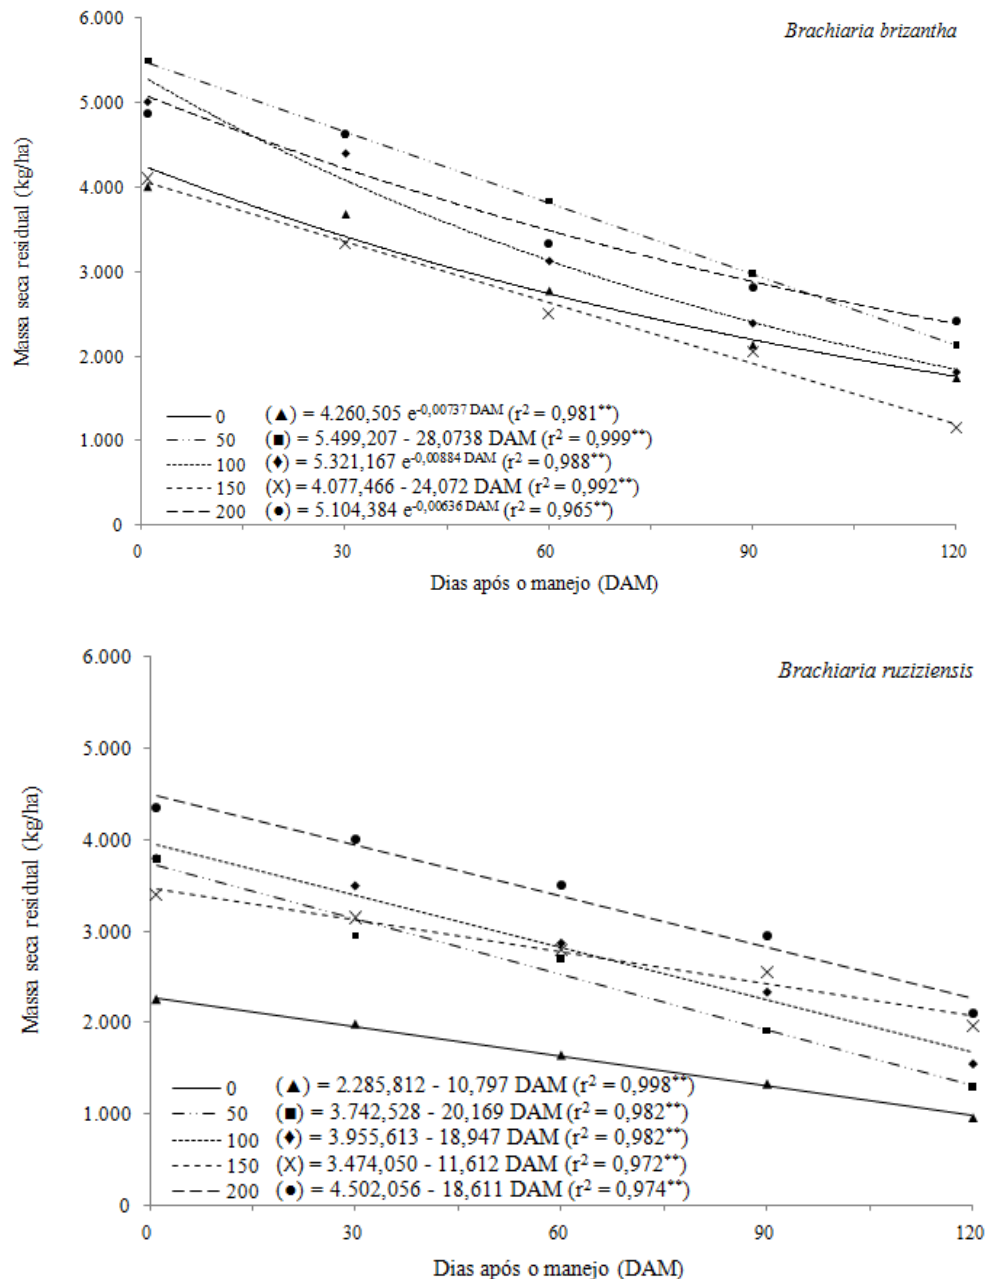 6.000
Brachiaria brizantha
5.000
4.000
3.000
2.000
1.000
0
Massa seca residual (kg/ha)
0 (▲) = 4.260,505 e-0,00737 DAM (r2 = 0,981**)
50 (■) = 5.499,207 - 28,0738 DAM (r2 = 0,999**)
100 (♦) = 5.321,167 e-0,00884 DAM (r2 = 0,988**)
150 (X) = 4.077,466 - 24,072 DAM (r2 = 0,992**)
200 (●) = 5.104,384 e-0,00636 DAM (r2 = 0,965**)
0 30 60 90 120
Dias após o manejo (DAM)
6.000
Brachiaria ruziziensis
5.000
4.000
3.000
2.000
1.000
0
Massa seca residual (kg/ha)
0 (▲) = 2.285,812 - 10,797 DAM (r2 = 0,998**)
50 (■) = 3.742,528 - 20,169 DAM (r2 = 0,982**)
100 (♦) = 3.955,613 - 18,947 DAM (r2 = 0,982**)
150 (X) = 3.474,050 - 11,612 DAM (r2 = 0,972**)
200 (●) = 4.502,056 - 18,611 DAM (r2 = 0,974**)
0 30 60 90 120
Dias após o manejo (DAM)